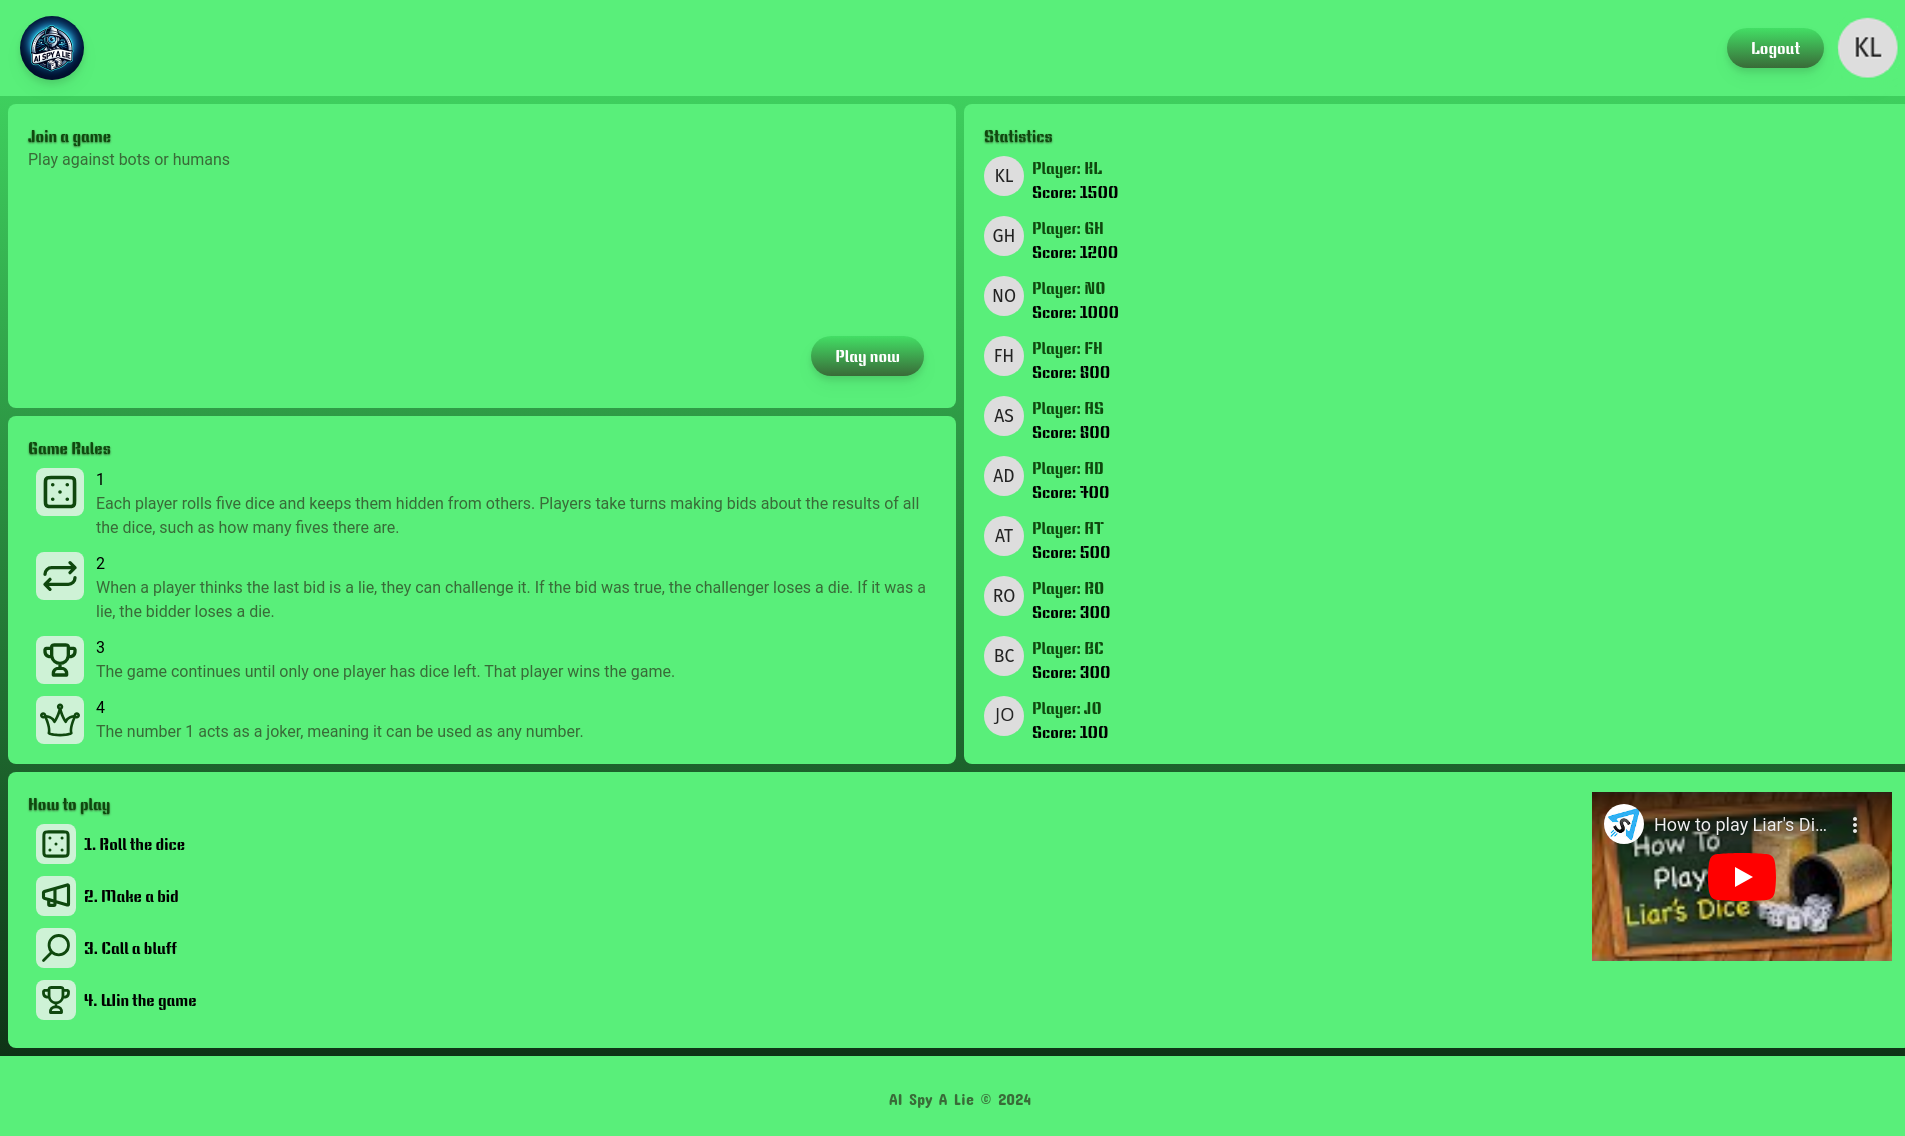 AI SPY A LIE
Logout
KL
Join a game
Play against bots or humans
Play now
Game Rules
1
Each player rolls five dice and keeps them hidden from others. Players take turns making bids about the results of all
the dice, such as how many fives there are.
2
When a player thinks the last bid is a lie, they can challenge it. If the bid was true, the challenger loses a die. If it was a
lie, the bidder loses a die.
3
The game continues until only one player has dice left. That player wins the game.
4
The number 1 acts as a joker, meaning it can be used as any number.
Statistics
KL
Player: KL
Score: 1500
GH
Player: GH
Score: 1200
NO
Player: NO
Score: 1000
FH
Player: FH
Score: 800
AS
Player: AS
Score: 800
AD
Player: AD
Score: 700
AT
Player: AT
Score: 500
RO
Player: RO
Score: 300
BC
Player: BC
Score: 300
JO
Player: JO
Score: 100
How to play
1. Roll the dice
2. Make a bid
3. Call a bluff
4. Win the game
How to play Liar's Di...
How To
Play
Liar's Dice
AI Spy A Lie © 2024